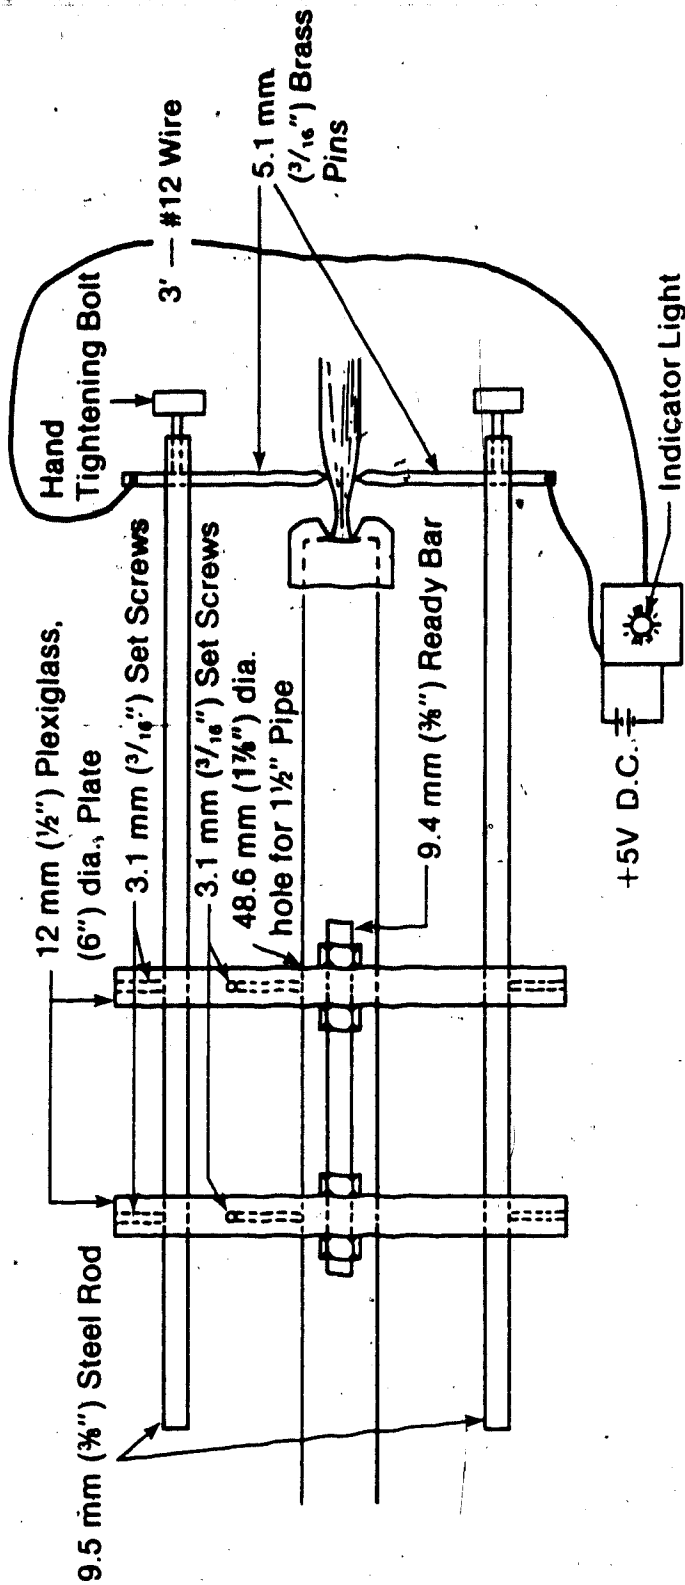 9.5 mm (⅜") Steel Rod
12 mm (½") Plexiglass,
(6") dia., Plate
3.1 mm (³/₁₆") Set Screws
3.1 mm (³/₁₆") Set Screws
48.6 mm (1⅞") dia.
hole for 1½" Pipe
9.4 mm (⅜") Ready Bar
Hand
Tightening Bolt
3' — #12 Wire
5.1 mm
(³/₁₆") Brass
Pins
+5V D.C.
Indicator Light